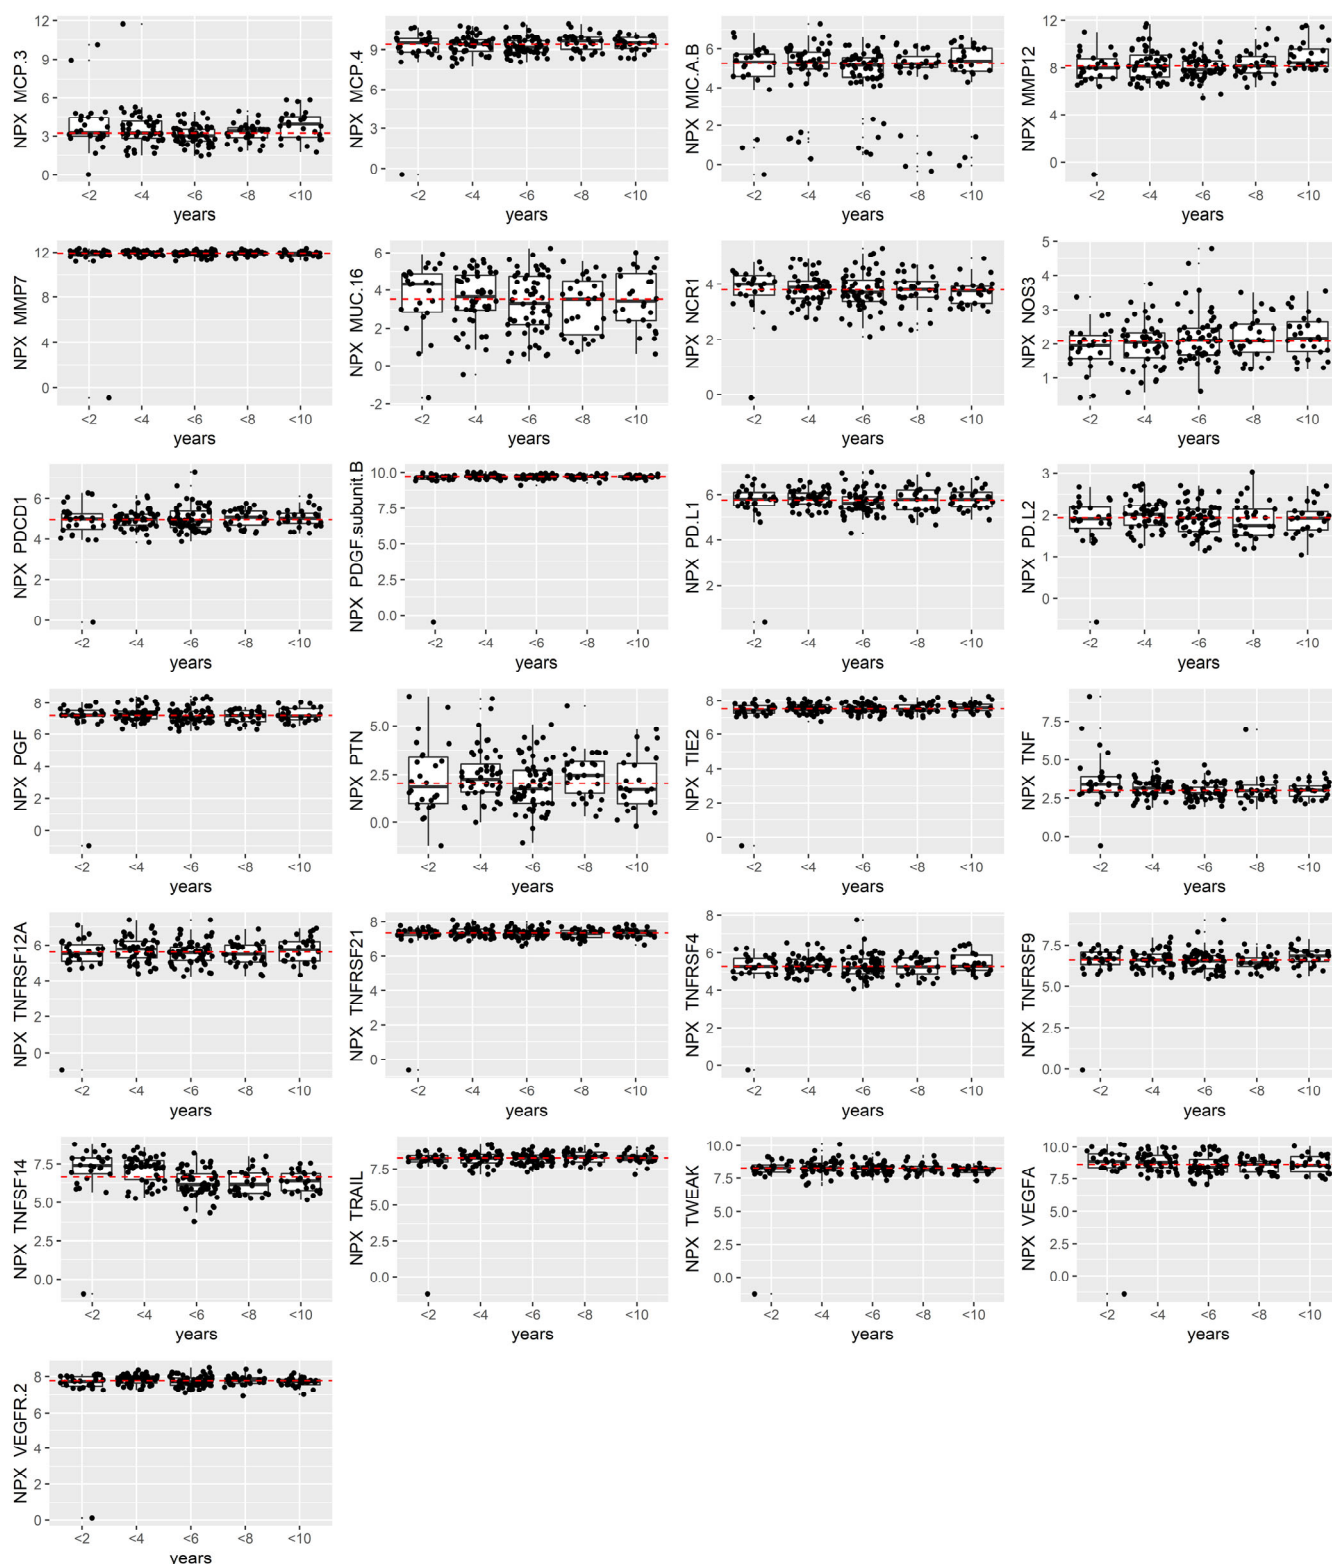 NPX MCP.3
12
9
6
3
0
<2 <4 <6 <8 <10
years
NPX MCP.4
9
6
3
0
<2 <4 <6 <8 <10
years
NPX MIC.A.B
6
4
2
0
<2 <4 <6 <8 <10
years
NPX MMP12
12
8
4
0
<2 <4 <6 <8 <10
years
NPX MMP7
12
8
4
0
<2 <4 <6 <8 <10
years
NPX MUC.16
6
4
2
0
-2
<2 <4 <6 <8 <10
years
NPX NCR1
4
2
0
<2 <4 <6 <8 <10
years
NPX NOS3
5
4
3
2
1
<2 <4 <6 <8 <10
years
NPX PDCD1
6
4
2
0
<2 <4 <6 <8 <10
years
NPX PDGF.subunit.B
10.0
7.5
5.0
2.5
0.0
<2 <4 <6 <8 <10
years
NPX PD.L1
6
4
2
<2 <4 <6 <8 <10
years
NPX PD.L2
3
2
1
0
<2 <4 <6 <8 <10
years
NPX PGF
8
6
4
2
0
<2 <4 <6 <8 <10
years
NPX PTN
5.0
2.5
0.0
<2 <4 <6 <8 <10
years
NPX TIE2
8
6
4
2
0
<2 <4 <6 <8 <10
years
NPX TNF
7.5
5.0
2.5
0.0
<2 <4 <6 <8 <10
years
NPX TNFRSF12A
6
4
2
0
<2 <4 <6 <8 <10
years
NPX TNFRSF21
8
6
4
2
0
<2 <4 <6 <8 <10
years
NPX TNFRSF4
8
6
4
2
0
<2 <4 <6 <8 <10
years
NPX TNFRSF9
7.5
5.0
2.5
0.0
<2 <4 <6 <8 <10
years
NPX TNFSF14
7.5
5.0
2.5
0.0
<2 <4 <6 <8 <10
years
NPX TRAIL
7.5
5.0
2.5
0.0
<2 <4 <6 <8 <10
years
NPX TWEAK
10.0
7.5
5.0
2.5
0.0
<2 <4 <6 <8 <10
years
NPX VEGFA
10.0
7.5
5.0
2.5
0.0
<2 <4 <6 <8 <10
years
NPX VEGFR.2
8
6
4
2
0
<2 <4 <6 <8 <10
years